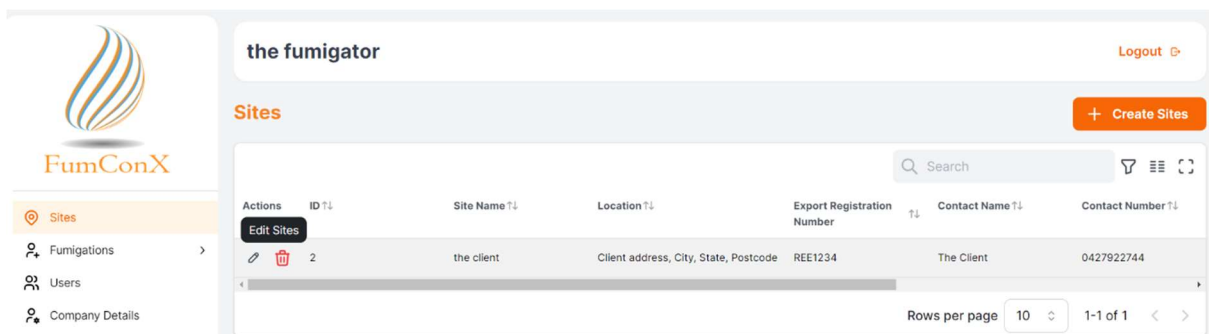 the fumigator
Logout
FumConX
Sites
+ Create Sites
Search
Actions ID Site Name Location Export Registration Number Contact Name Contact Number
Edit Sites
2 the client Client address, City, State, Postcode REE1234 The Client 0427922744
Sites
Fumigations
Users
Company Details
Rows per page 10 1-1 of 1